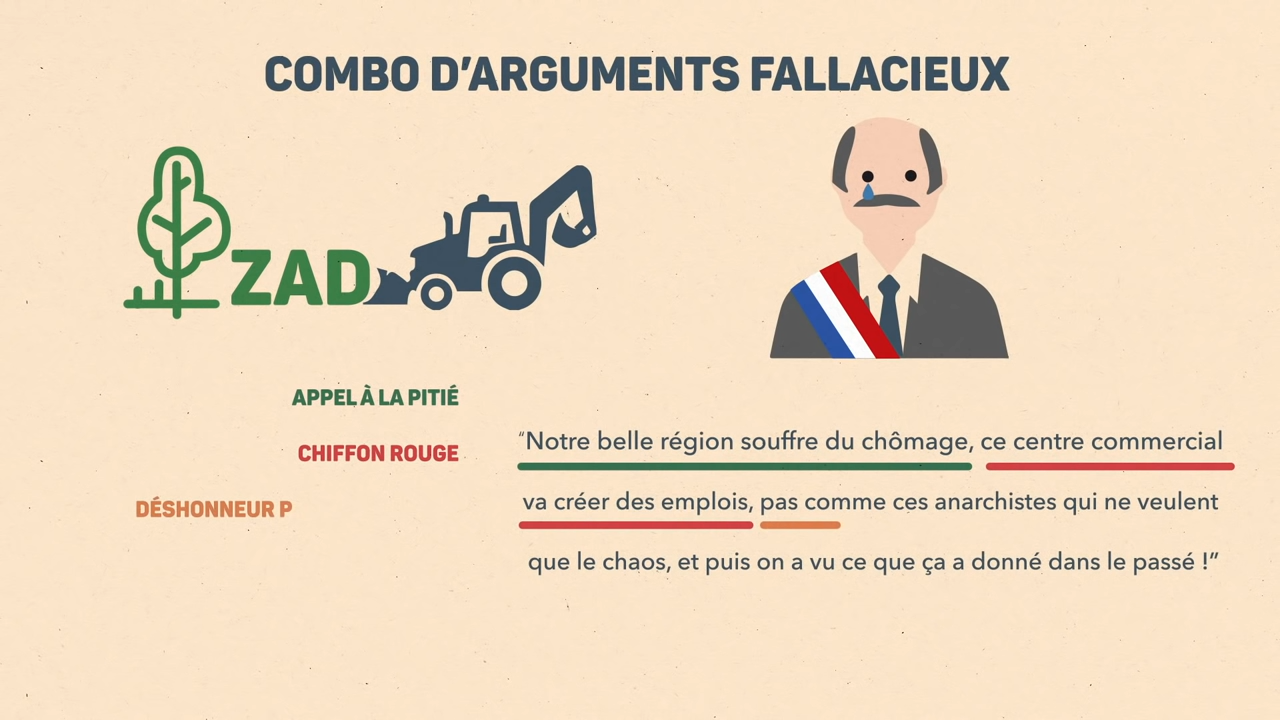 COMBO D'ARGUMENTS FALLACIEUX
ZAD
APPEL À LA PITIÉ
CHIFFON ROUGE
DÉSHONNEUR P
“Notre belle région souffre du chômage, ce centre commercial
va créer des emplois, pas comme ces anarchistes qui ne veulent
que le chaos, et puis on a vu ce que ça a donné dans le passé !”